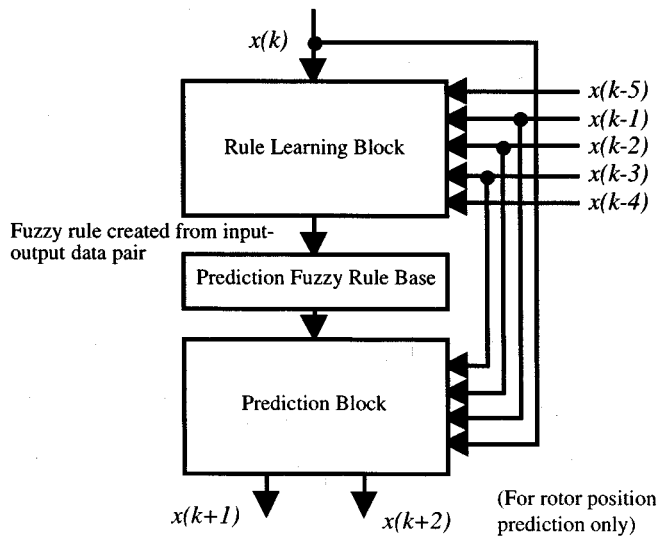 x(k)
x(k-5)
x(k-1)
x(k-2)
x(k-3)
x(k-4)
Rule Learning Block
Fuzzy rule created from input-
output data pair
Prediction Fuzzy Rule Base
Prediction Block
x(k+1)
x(k+2)
(For rotor position
prediction only)